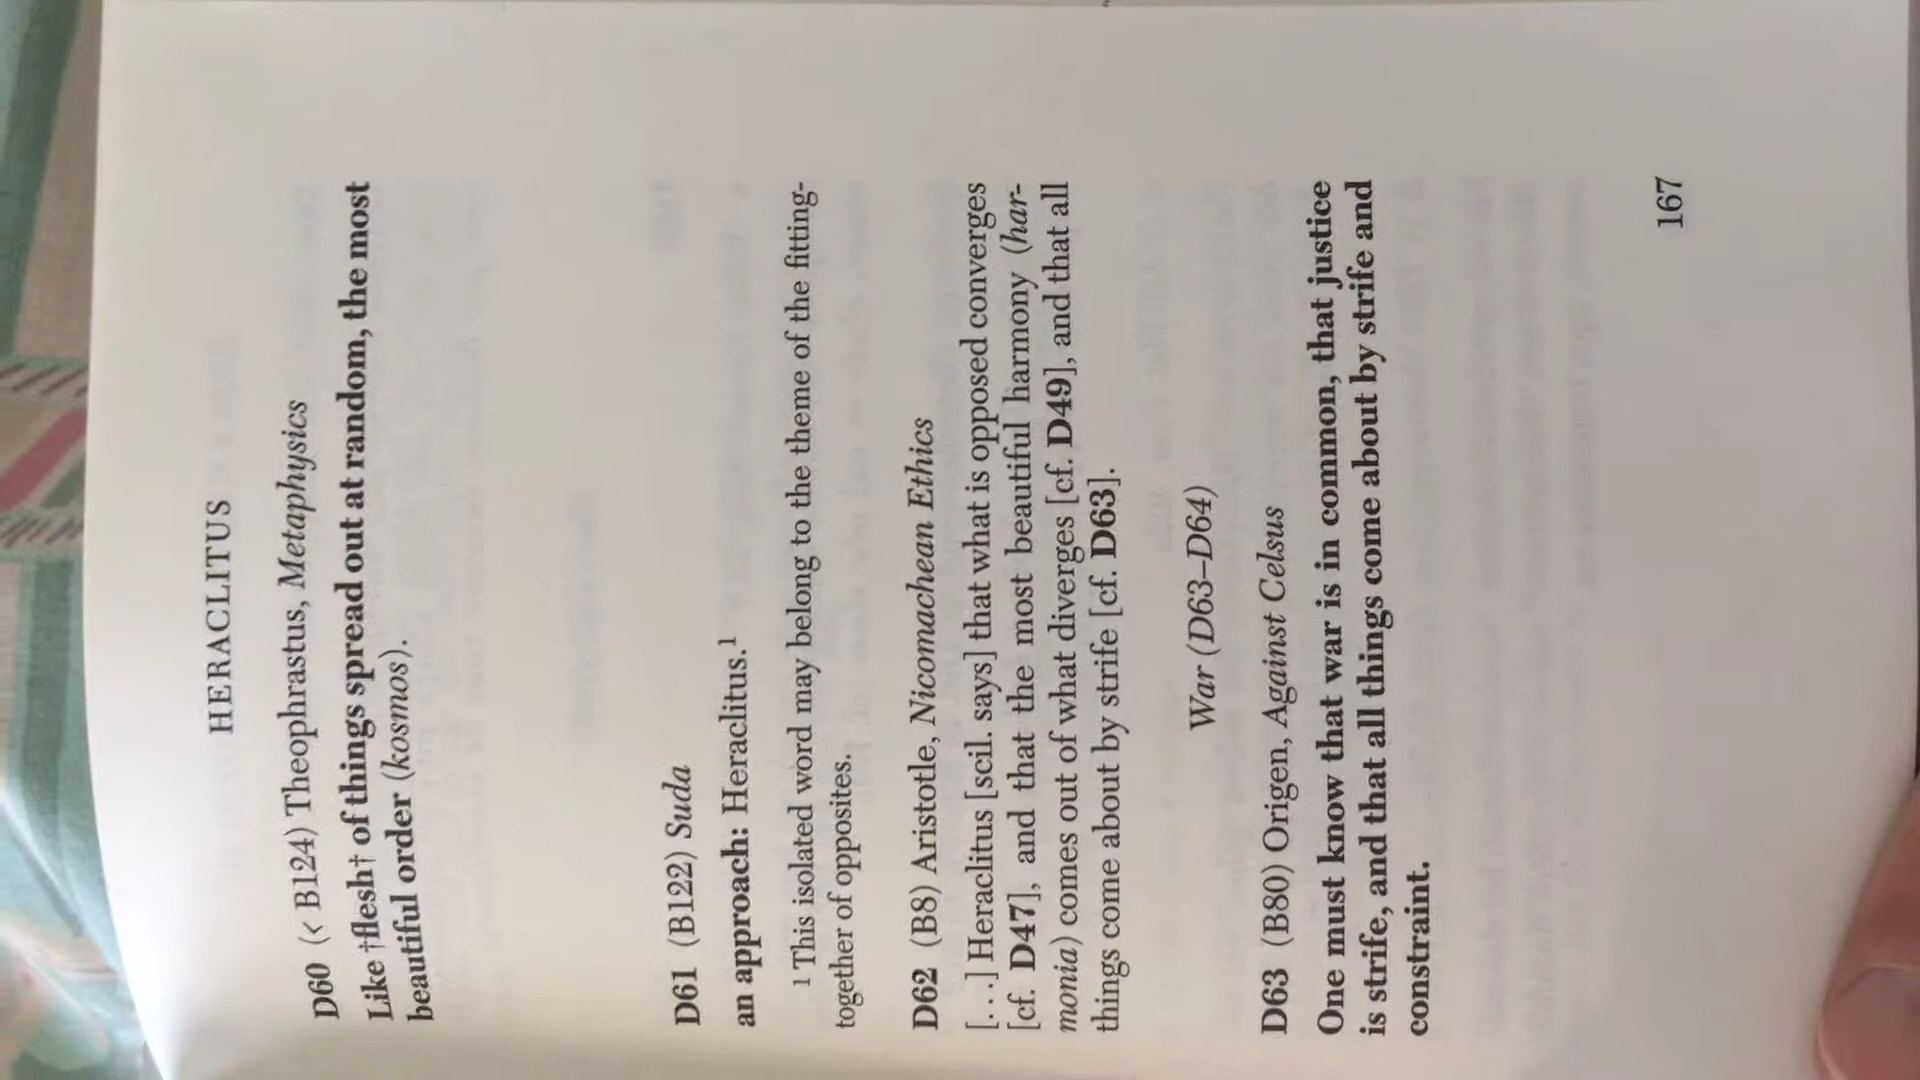 HERACLITUS
D60 (< B124) Theophrastus, Metaphysics
Like †flesh† of things spread out at random, the most
beautiful order (kosmos).
D61 (B122) Suda
an approach: Heraclitus.¹
¹ This isolated word may belong to the theme of the fitting-
together of opposites.
D62 (B8) Aristotle, Nicomachean Ethics
[. . .] Heraclitus [scil. says] that what is opposed converges
[cf. D47], and that the most beautiful harmony (har-
monia) comes out of what diverges [cf. D49], and that all
things come about by strife [cf. D63].
War (D63–D64)
D63 (B80) Origen, Against Celsus
One must know that war is in common, that justice
is strife, and that all things come about by strife and
constraint.
167